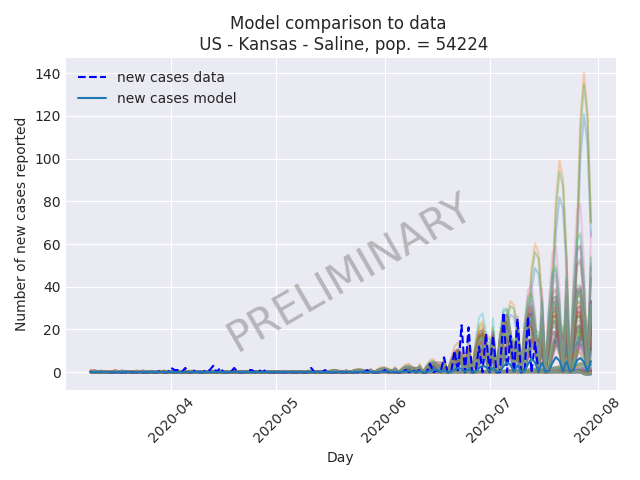 Model comparison to data
US - Kansas - Saline, pop. = 54224
new cases data
new cases model
PRELIMINARY
Number of new cases reported
140
120
100
80
60
40
20
0
2020-04
2020-05
2020-06
2020-07
2020-08
Day